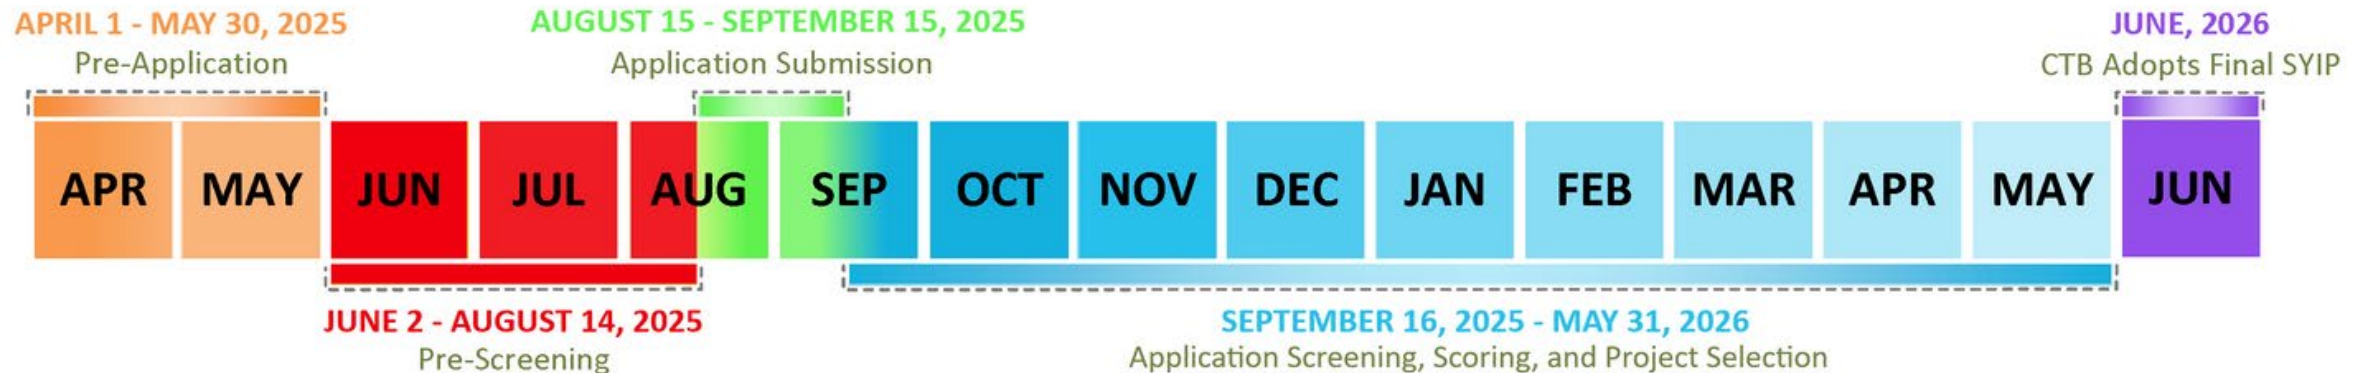 APRIL 1 - MAY 30, 2025
Pre-Application
AUGUST 15 - SEPTEMBER 15, 2025
Application Submission
JUNE, 2026
CTB Adopts Final SYIP
APR MAY JUN JUL AUG SEP OCT NOV DEC JAN FEB MAR APR MAY JUN
JUNE 2 - AUGUST 14, 2025
Pre-Screening
SEPTEMBER 16, 2025 - MAY 31, 2026
Application Screening, Scoring, and Project Selection